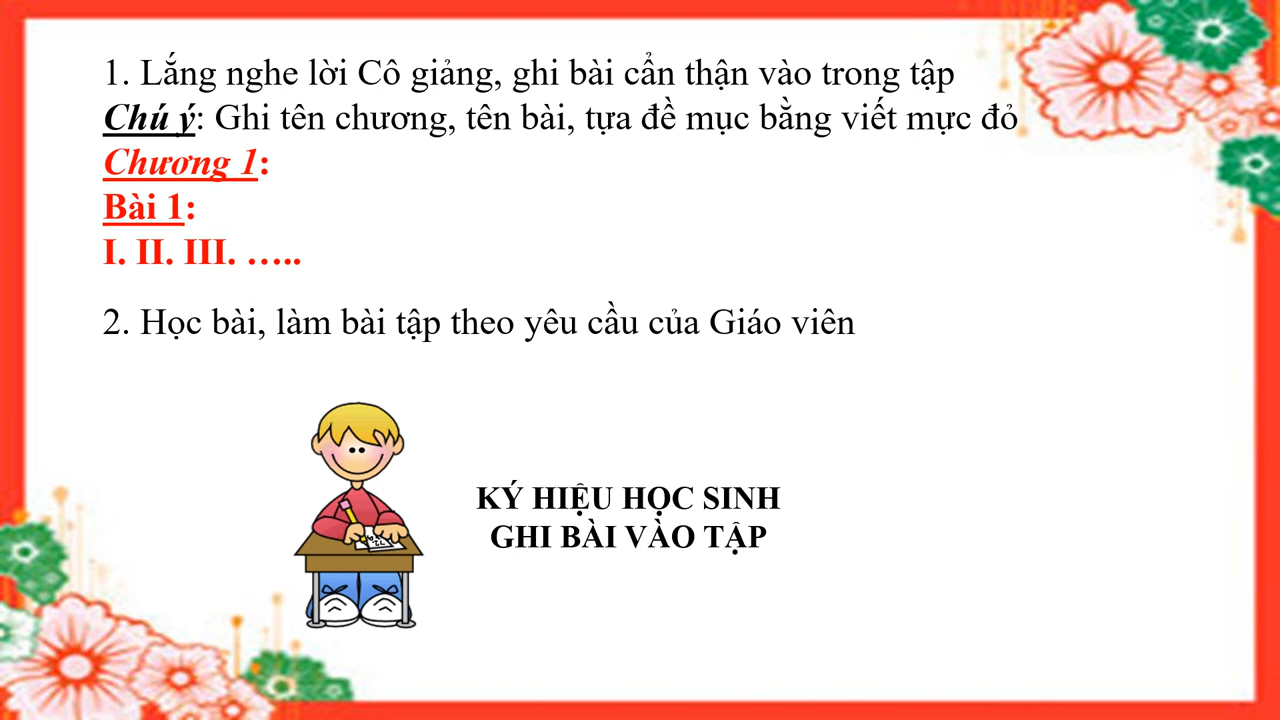 1. Lắng nghe lời Cô giảng, ghi bài cẩn thận vào trong tập
Chú ý: Ghi tên chương, tên bài, tựa đề mục bằng viết mực đỏ
Chương 1:
Bài 1:
I. II. III. …..
2. Học bài, làm bài tập theo yêu cầu của Giáo viên
KÝ HIỆU HỌC SINH
GHI BÀI VÀO TẬP